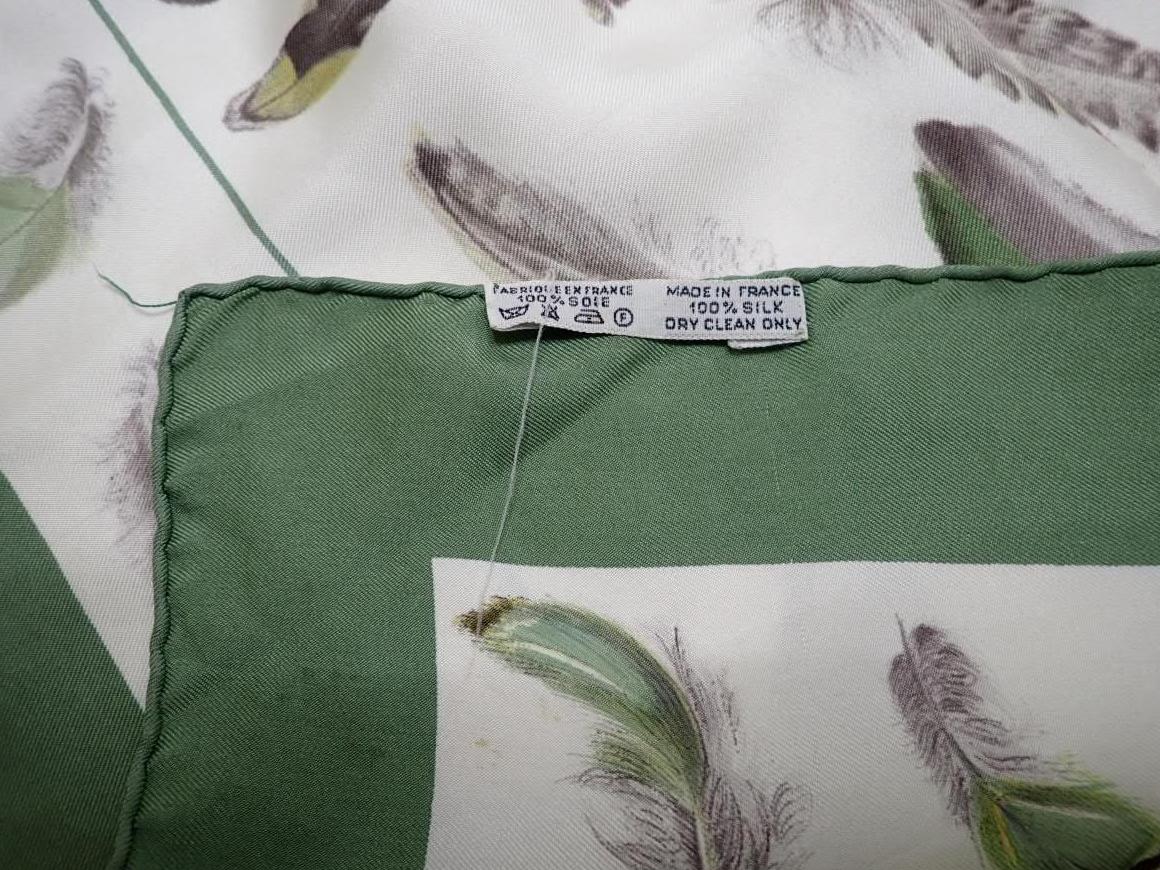 FABRIQUE EN FRANCE
100% SOIE
F
MADE IN FRANCE
100% SILK
DRY CLEAN ONLY